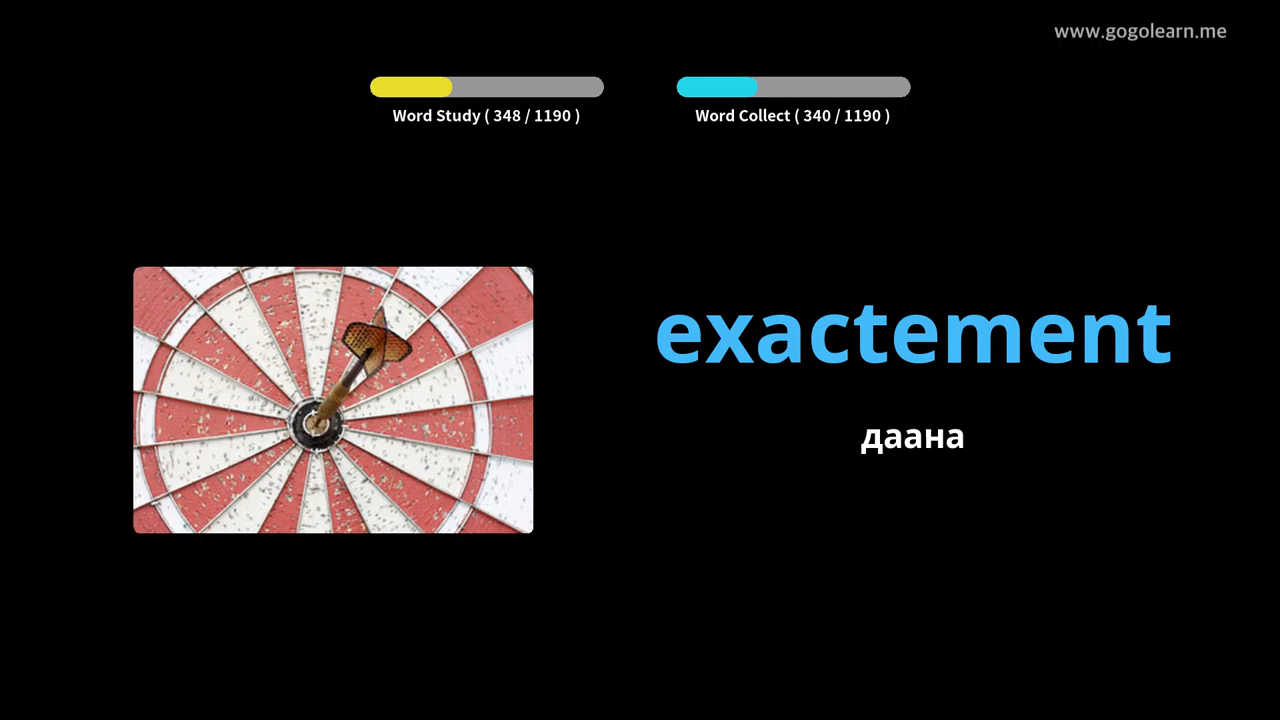 www.gogolearn.me
Word Study ( 348 / 1190 )
Word Collect ( 340 / 1190 )
exactement
даана